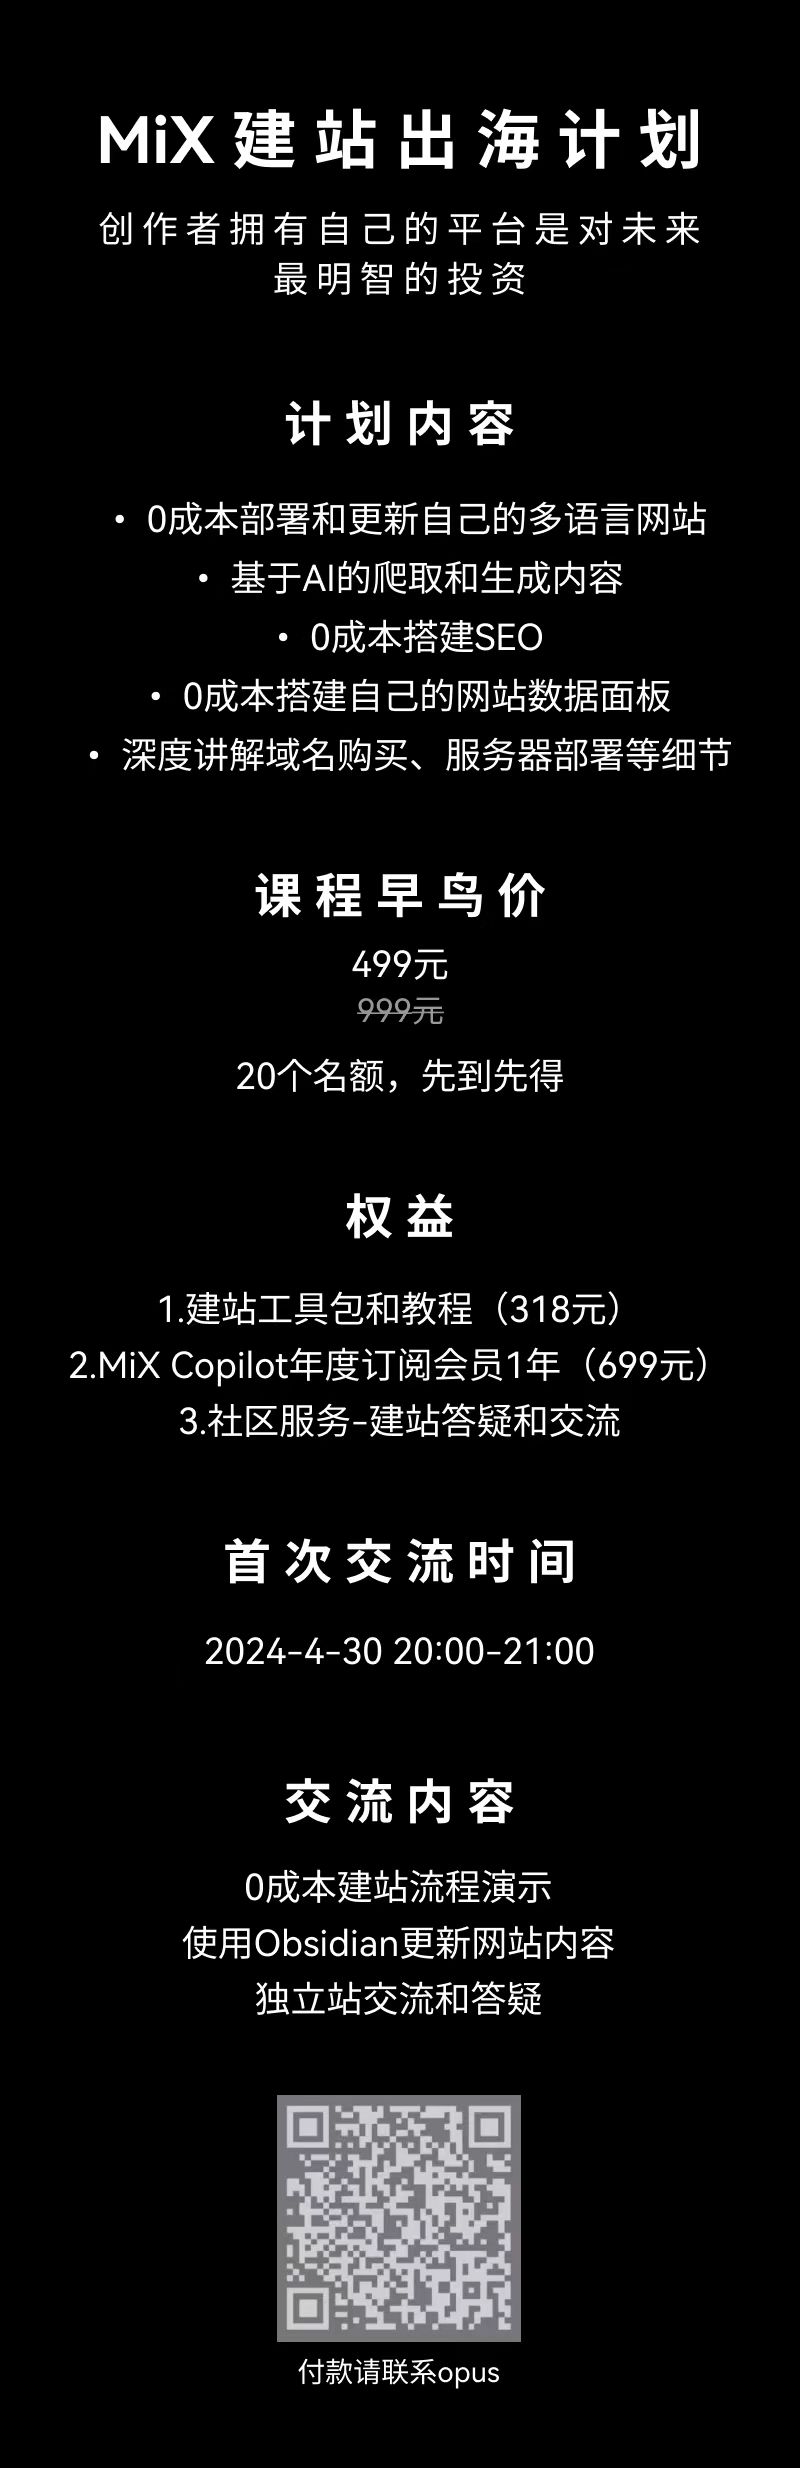 MiX 建站出海计划
创作者拥有自己的平台是对未来
最明智的投资
计划内容
• 0成本部署和更新自己的多语言网站
• 基于AI的爬取和生成内容
• 0成本搭建SEO
• 0成本搭建自己的网站数据面板
• 深度讲解域名购买、服务器部署等细节
课程早鸟价
499元
999元
20个名额，先到先得
权益
1.建站工具包和教程（318元）
2.MiX Copilot年度订阅会员1年（699元）
3.社区服务-建站答疑和交流
首次交流时间
2024-4-30 20:00-21:00
交流内容
0成本建站流程演示
使用Obsidian更新网站内容
独立站交流和答疑
付款请联系opus